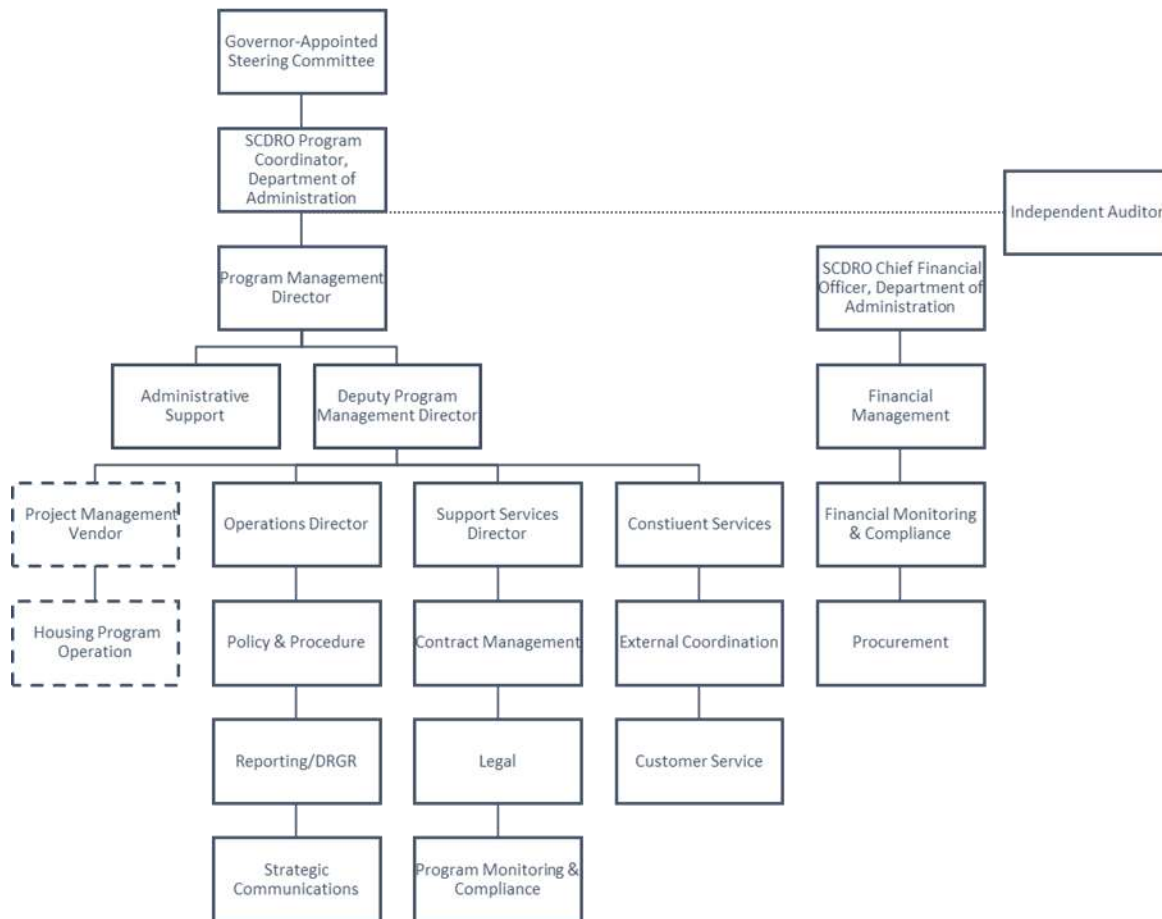 Governor-Appointed
Steering Committee
SCDRO Program
Coordinator,
Department of
Administration
Independent Auditor
Program Management
Director
SCDRO Chief Financial
Officer, Department of
Administration
Administrative
Support
Deputy Program
Management Director
Financial
Management
Project Management
Vendor
Operations Director
Support Services
Director
Constiuent Services
Financial Monitoring
& Compliance
Housing Program
Operation
Policy & Procedure
Contract Management
External Coordination
Procurement
Reporting/DRGR
Legal
Customer Service
Strategic
Communications
Program Monitoring &
Compliance